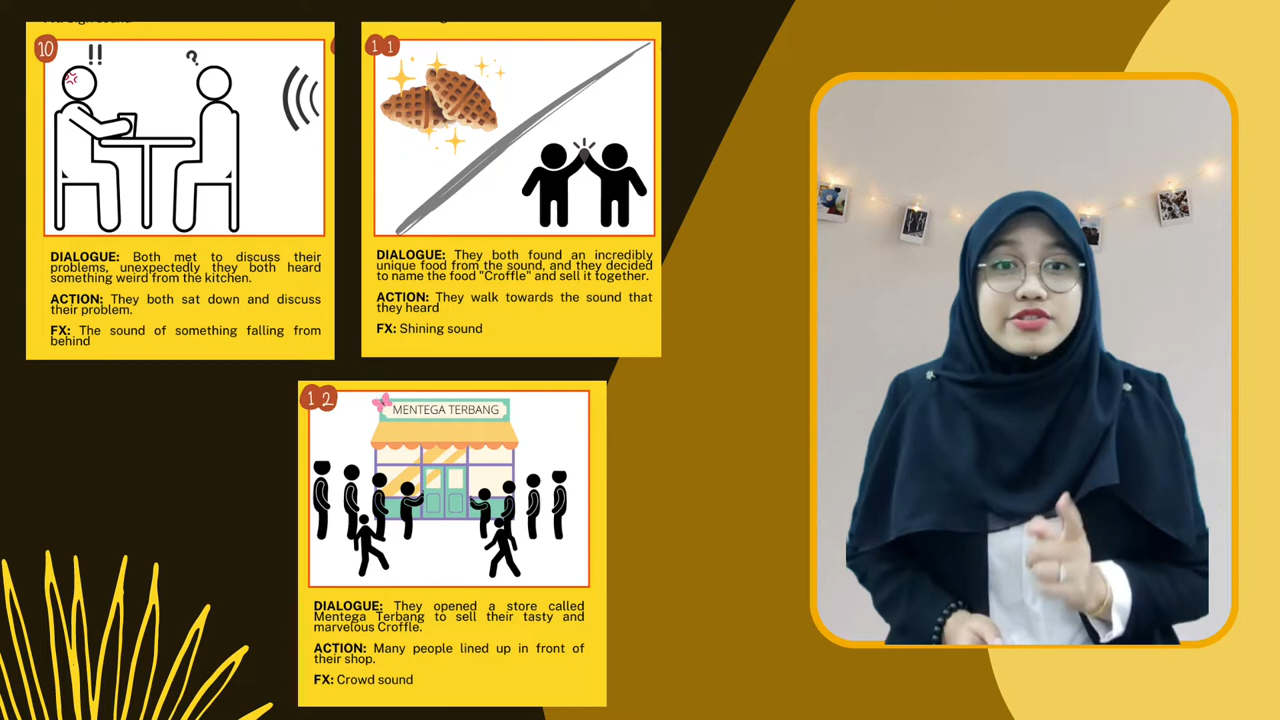 10
!!
?
DIALOGUE: Both met to discuss their
problems, unexpectedly they both heard
something weird from the kitchen.
ACTION: They both sat down and discuss
their problem.
FX: The sound of something falling from
behind
11
DIALOGUE: They both found an incredibly
unique food from the sound, and they decided
to name the food "Croffle" and sell it together.
ACTION: They walk towards the sound that
they heard
FX: Shining sound
12
MENTEGA TERBANG
DIALOGUE: They opened a store called
Mentega Terbang to sell their tasty and
marvelous Croffle.
ACTION: Many people lined up in front of
their shop.
FX: Crowd sound